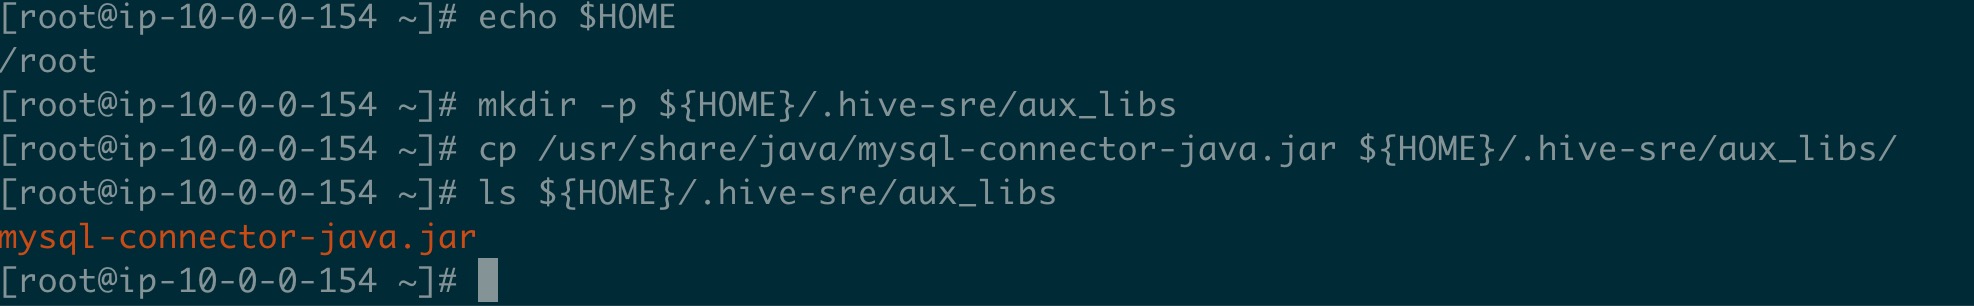 [root@ip-10-0-0-154 ~]# echo $HOME
/root
[root@ip-10-0-0-154 ~]# mkdir -p ${HOME}/.hive-sre/aux_libs
[root@ip-10-0-0-154 ~]# cp /usr/share/java/mysql-connector-java.jar ${HOME}/.hive-sre/aux_libs/
[root@ip-10-0-0-154 ~]# ls ${HOME}/.hive-sre/aux_libs
mysql-connector-java.jar
[root@ip-10-0-0-154 ~]#